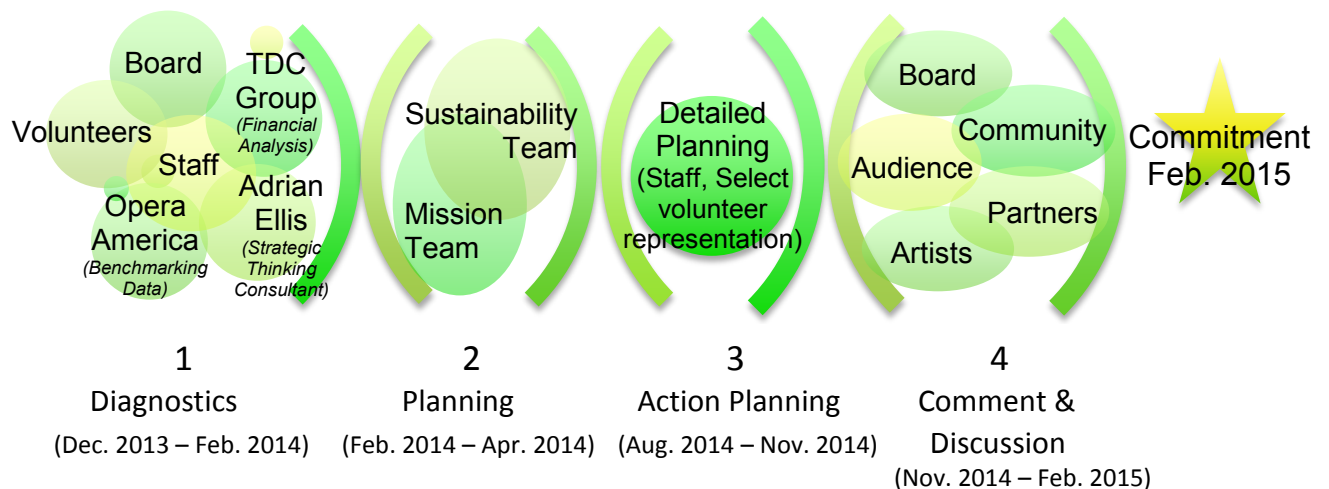 Board
TDC
Group
(Financial
Analysis)
Volunteers
Staff
Opera
America
(Benchmarking
Data)
Adrian
Ellis
(Strategic
Thinking
Consultant)
Sustainability
Team
Mission
Team
Detailed
Planning
(Staff, Select
volunteer
representation)
Board
Community
Audience
Partners
Artists
Commitment
Feb. 2015
1
Diagnostics
(Dec. 2013 – Feb. 2014)
2
Planning
(Feb. 2014 – Apr. 2014)
3
Action Planning
(Aug. 2014 – Nov. 2014)
4
Comment &
Discussion
(Nov. 2014 – Feb. 2015)